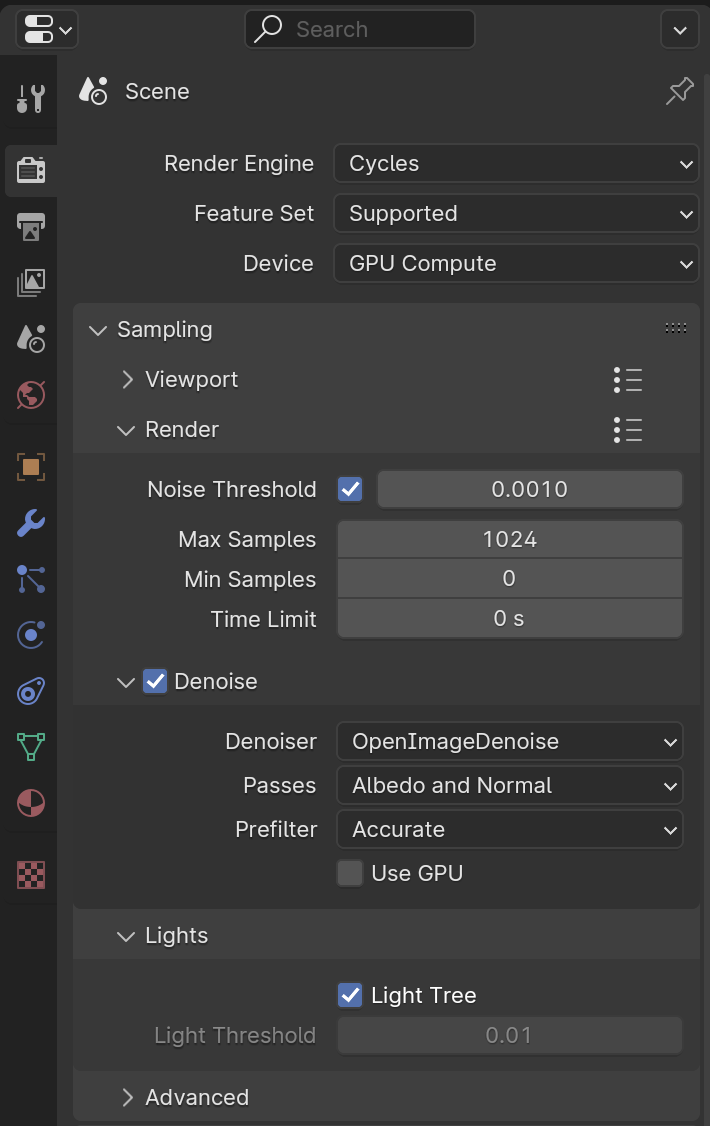 Search
Scene
Render Engine Cycles
Feature Set Supported
Device GPU Compute
Sampling
Viewport
Render
Noise Threshold 0.0010
Max Samples 1024
Min Samples 0
Time Limit 0 s
Denoise
Denoiser OpenImageDenoise
Passes Albedo and Normal
Prefilter Accurate
Use GPU
Lights
Light Tree
Light Threshold 0.01
Advanced